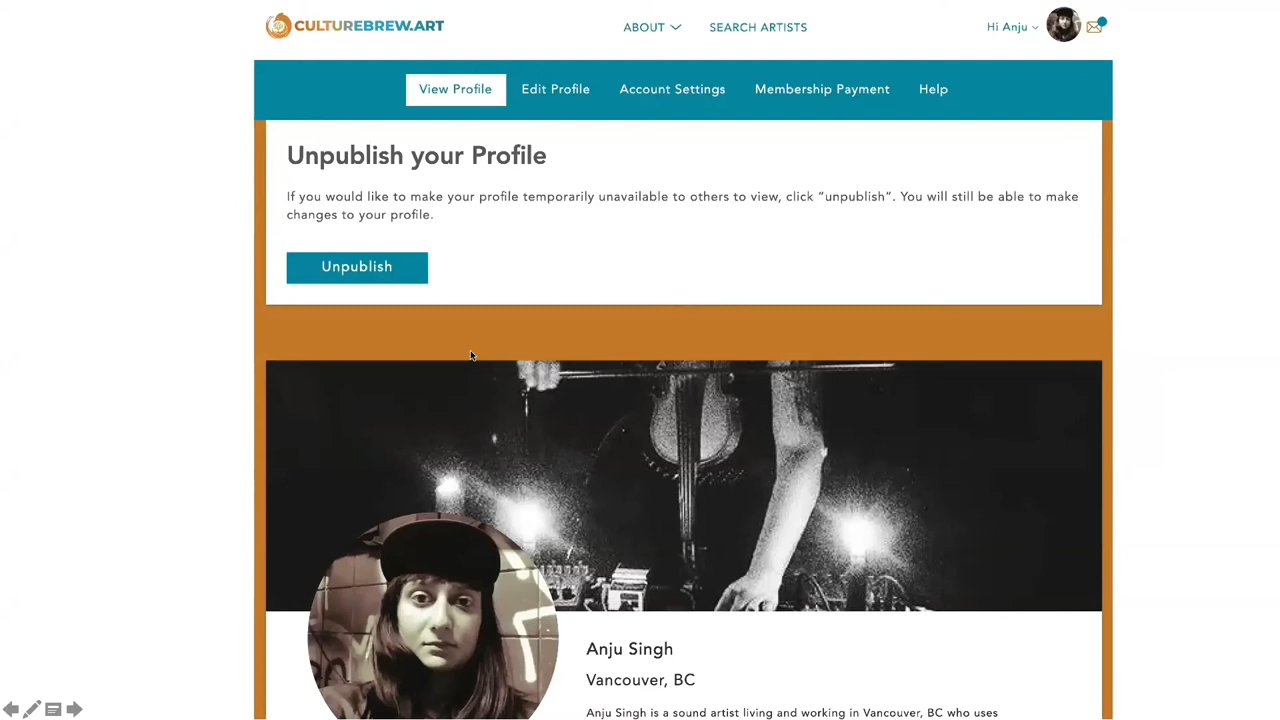 CULTUREBREW.ART
ABOUT
SEARCH ARTISTS
Hi Anju
View Profile
Edit Profile
Account Settings
Membership Payment
Help
Unpublish your Profile
If you would like to make your profile temporarily unavailable to others to view, click “unpublish”. You will still be able to make
changes to your profile.
Unpublish
Anju Singh
Vancouver, BC
Anju Singh is a sound artist living and working in Vancouver, BC who uses